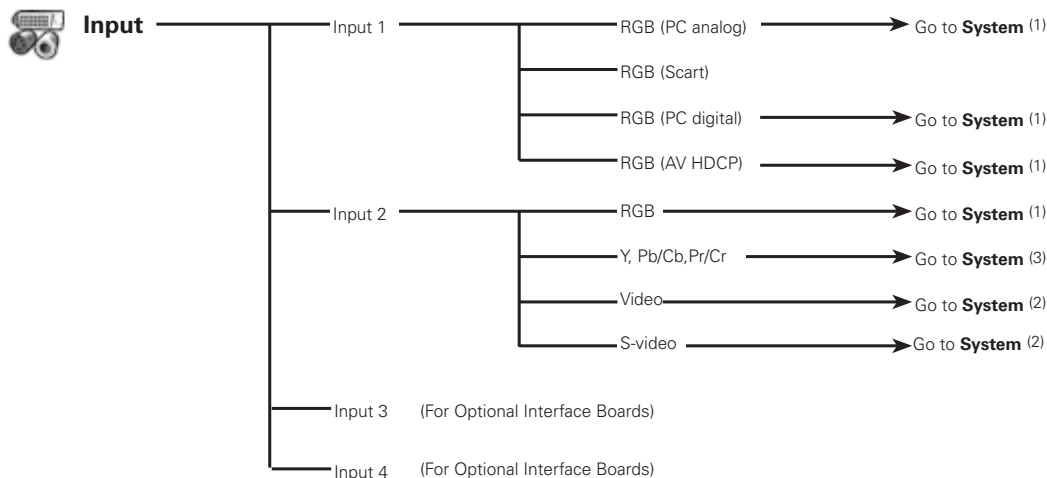 Input
Input 1
RGB (PC analog)
Go to System (1)
RGB (Scart)
RGB (PC digital)
Go to System (1)
RGB (AV HDCP)
Go to System (1)
Input 2
RGB
Go to System (1)
Y, Pb/Cb,Pr/Cr
Go to System (3)
Video
Go to System (2)
S-video
Go to System (2)
Input 3 (For Optional Interface Boards)
Input 4 (For Optional Interface Boards)